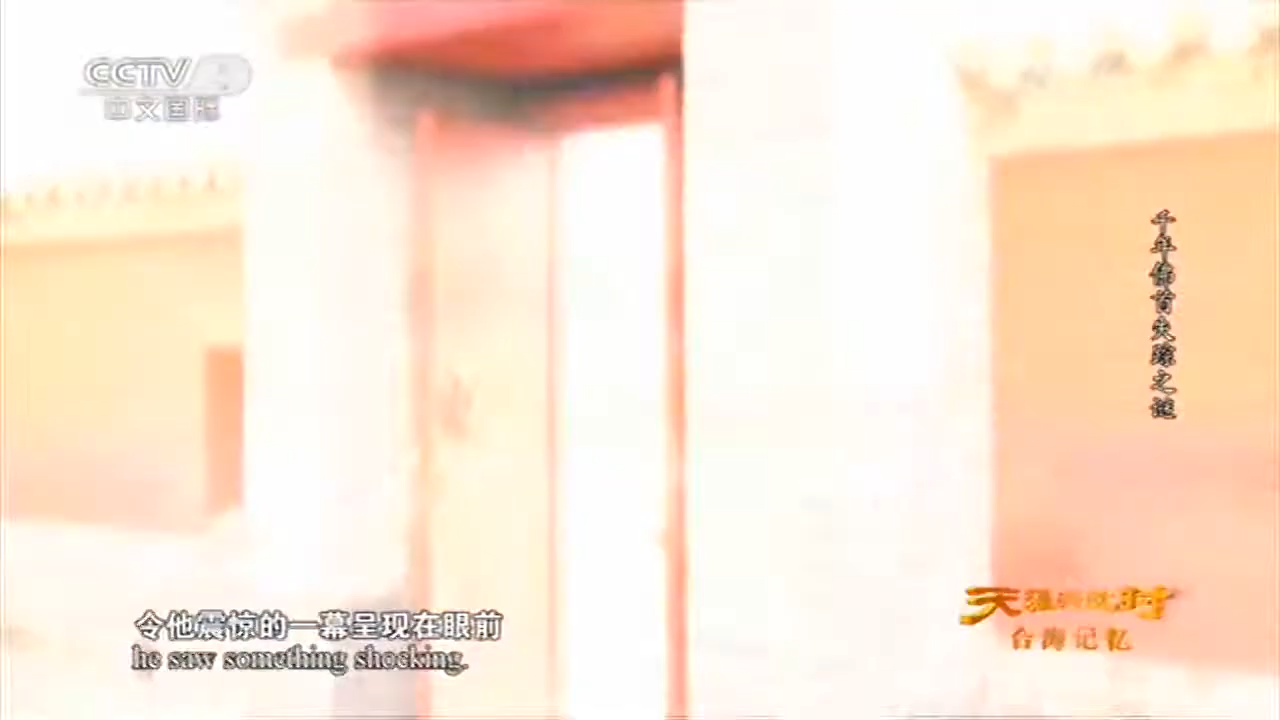 CCTV
中文国际
千年佛首失踪之谜
令他震惊的一幕呈现在眼前
he saw something shocking.
天涯共此时
台海记忆